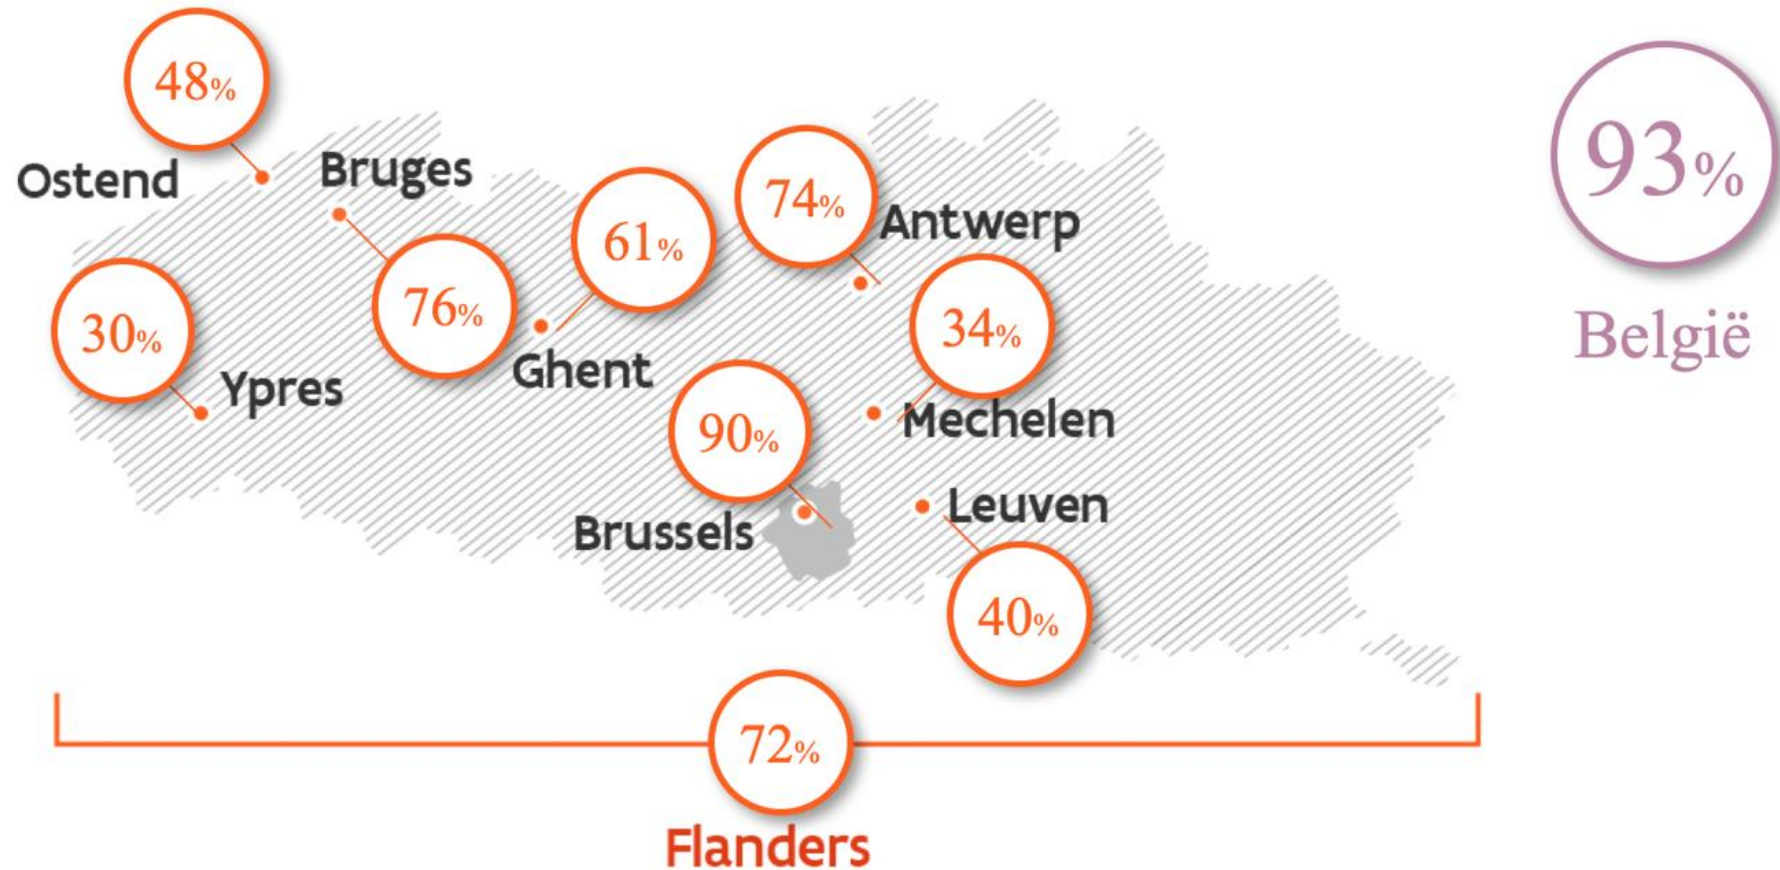 48%
Ostend
Bruges
76%
30%
Ypres
61%
Ghent
74%
Antwerp
34%
Mechelen
90%
Brussels
Leuven
40%
72%
Flanders
93%
België